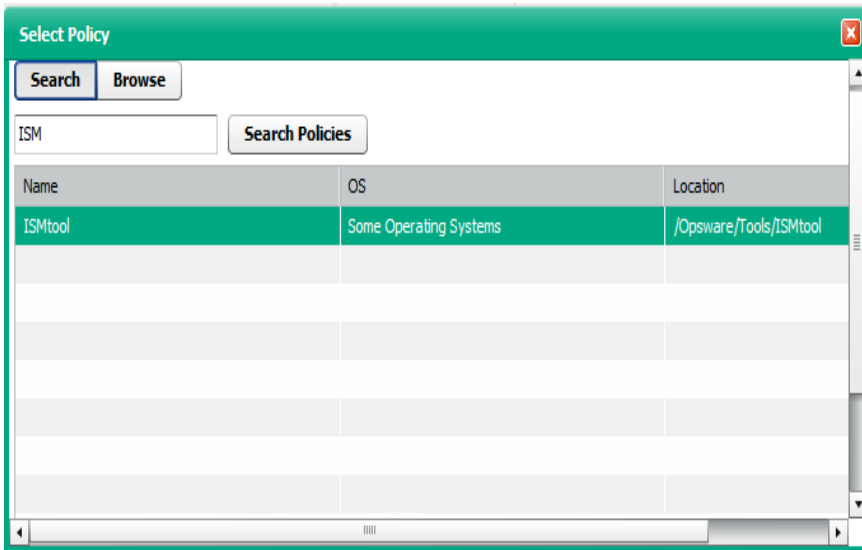 Select Policy
Search Browse
ISM Search Policies
Name OS Location
ISMtool Some Operating Systems /Opsware/Tools/ISMtool